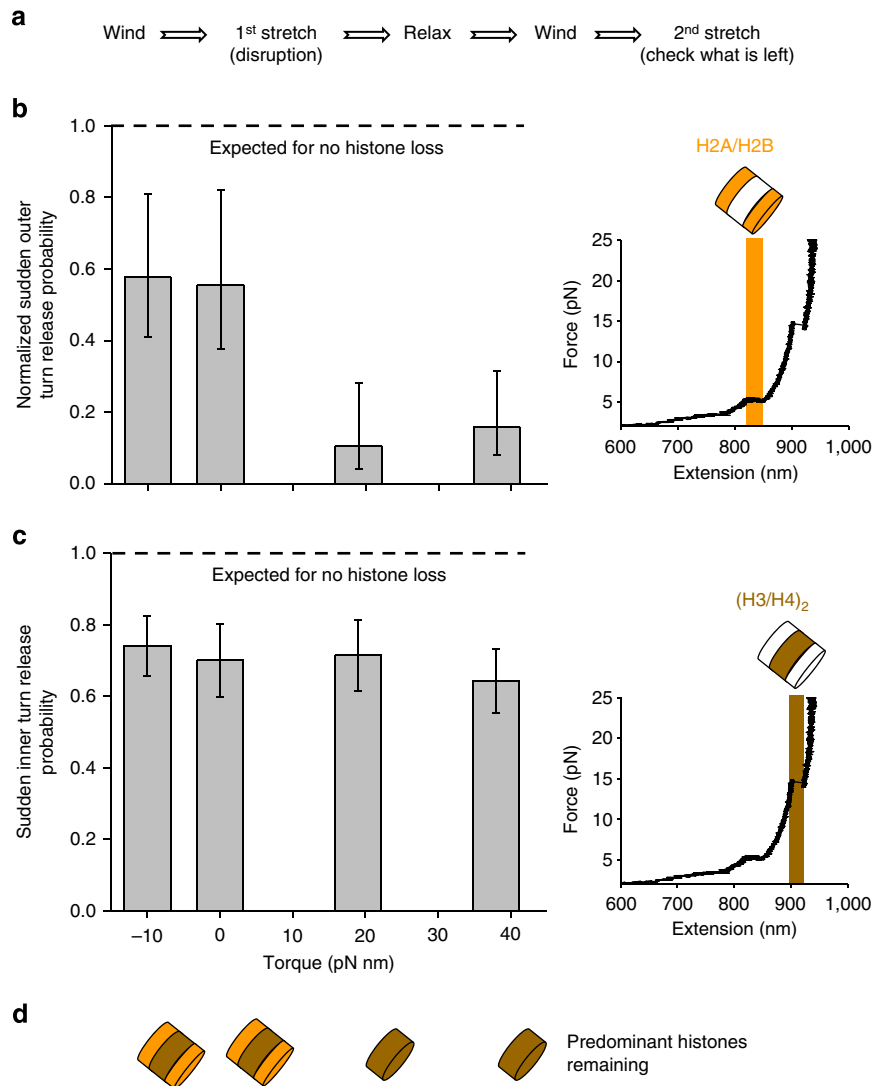 a
Wind 1st stretch Relax Wind 2nd stretch
(disruption) (check what is left)
b
1.0
Expected for no histone loss
0.8
0.6
0.4
0.2
0.0
Normalized sudden outer
turn release probability
H2A/H2B
25
20
15
10
5
Force (pN)
600 700 800 900 1,000
Extension (nm)
c
1.0
Expected for no histone loss
0.8
0.6
0.4
0.2
0.0
Sudden inner turn release
probability
–10 0 10 20 30 40
Torque (pN nm)
(H3/H4)2
25
20
15
10
5
Force (pN)
600 700 800 900 1,000
Extension (nm)
d
Predominant histones
remaining